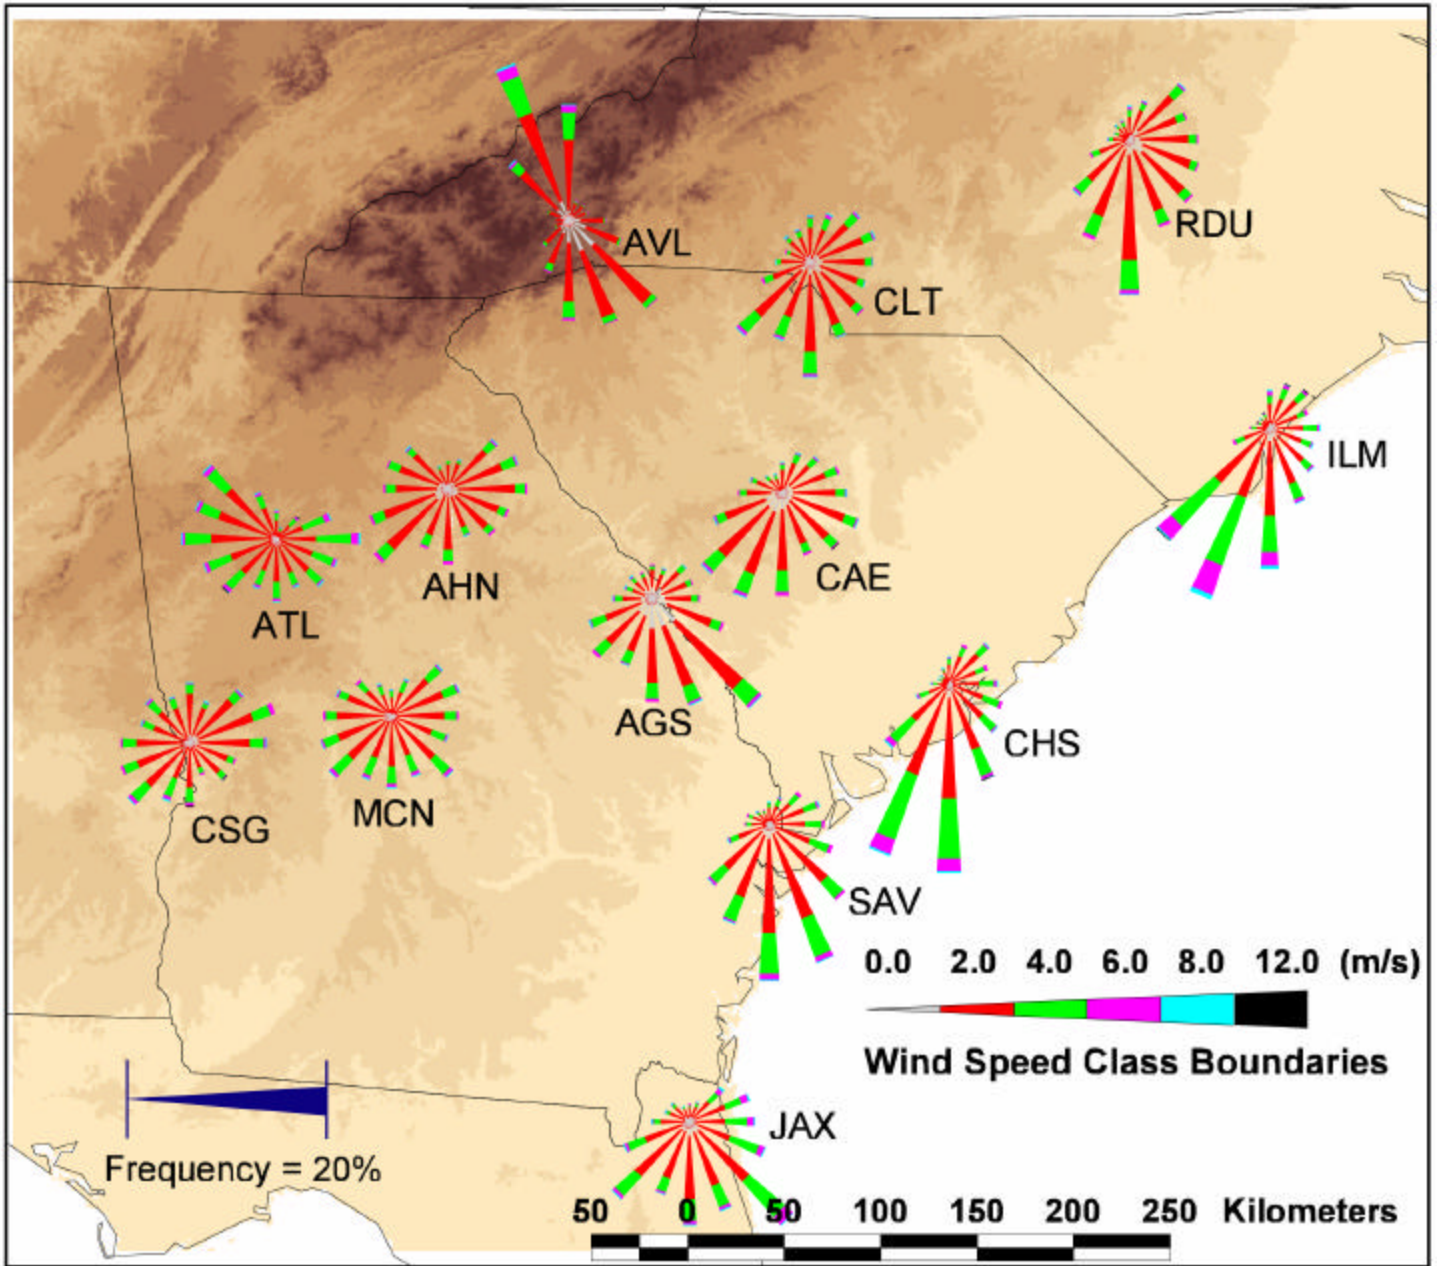 AVL
RDU
CLT
ILM
AHN
CAE
ATL
AGS
CHS
MCN
CSG
SAV
0.0 2.0 4.0 6.0 8.0 12.0 (m/s)
Wind Speed Class Boundaries
JAX
Frequency = 20%
50 0 50 100 150 200 250 Kilometers